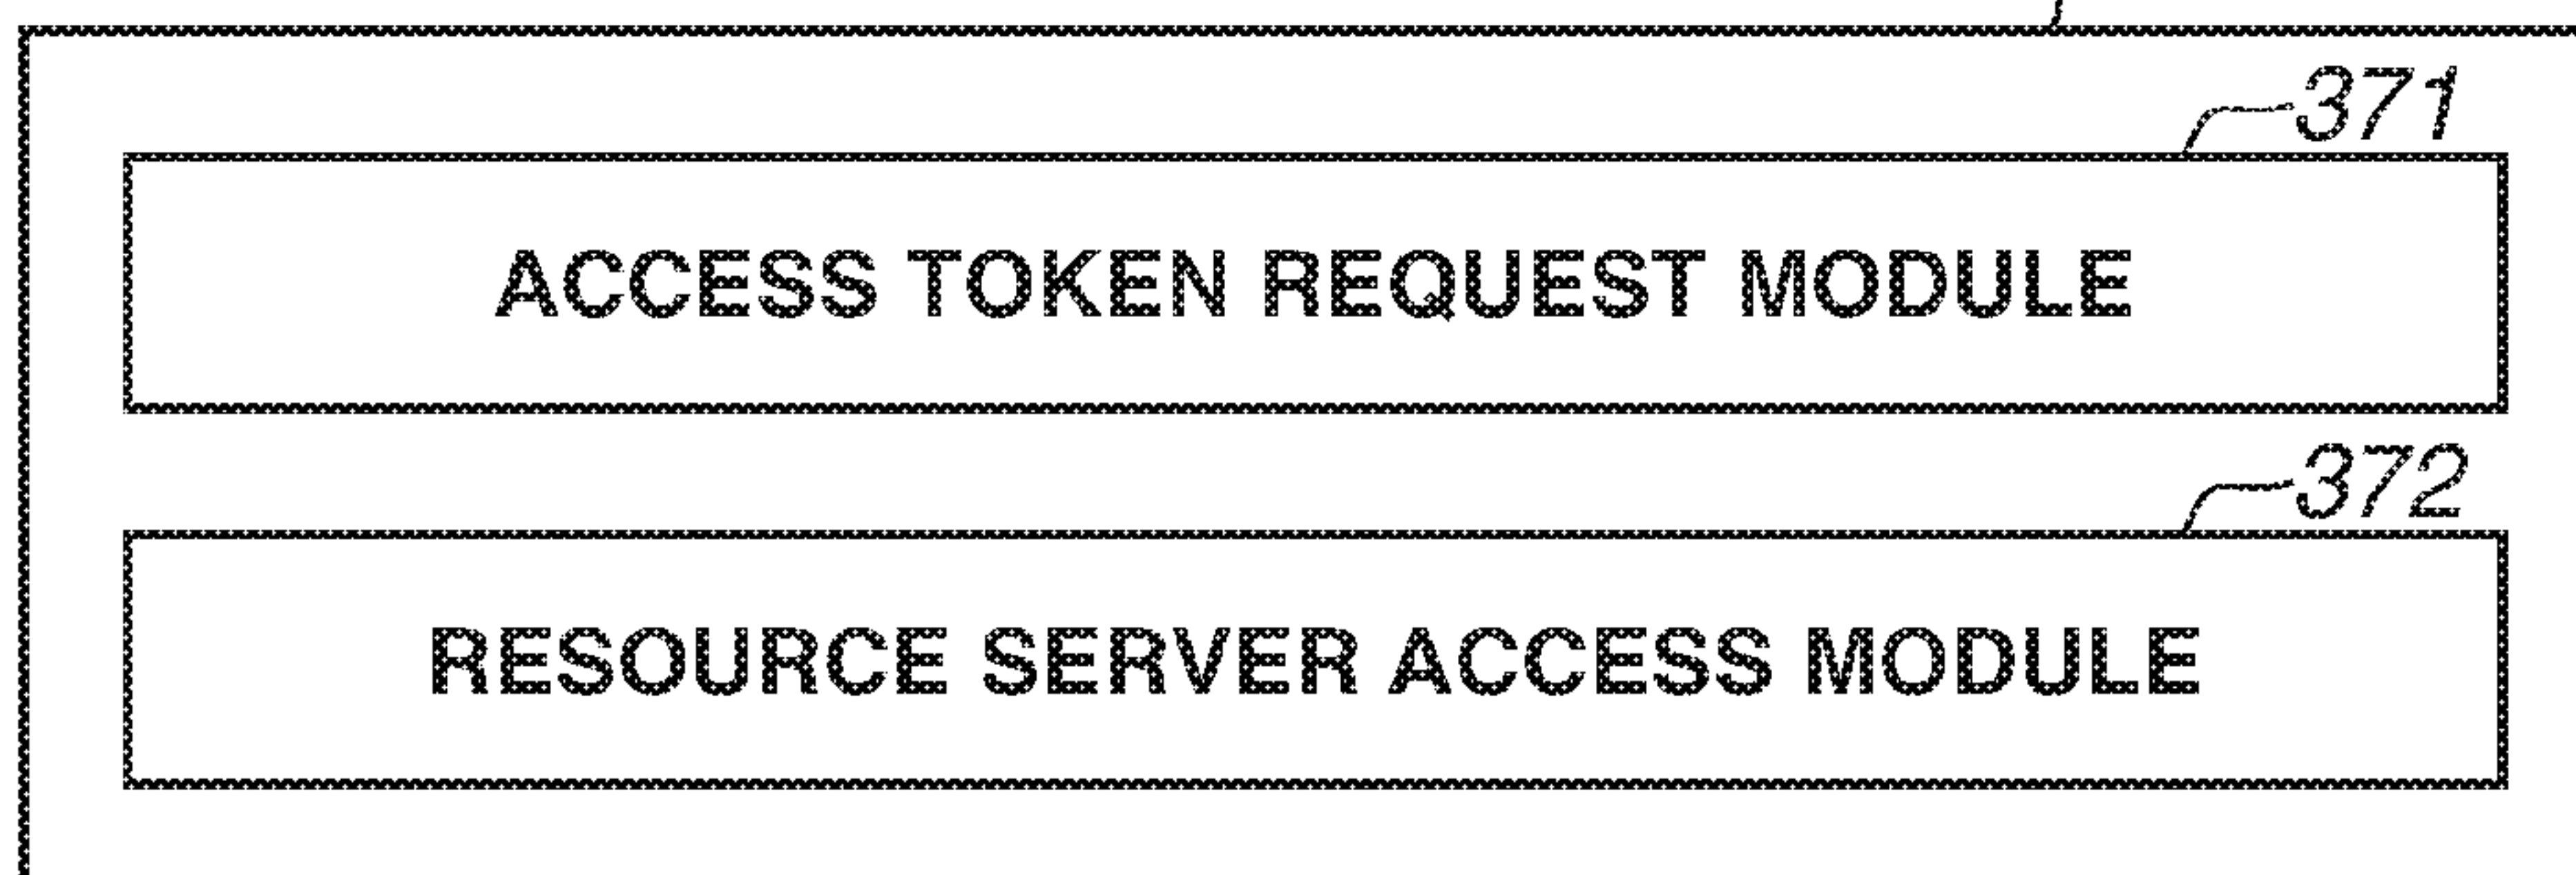 371
ACCESS TOKEN REQUEST MODULE
372
RESOURCE SERVER ACCESS MODULE